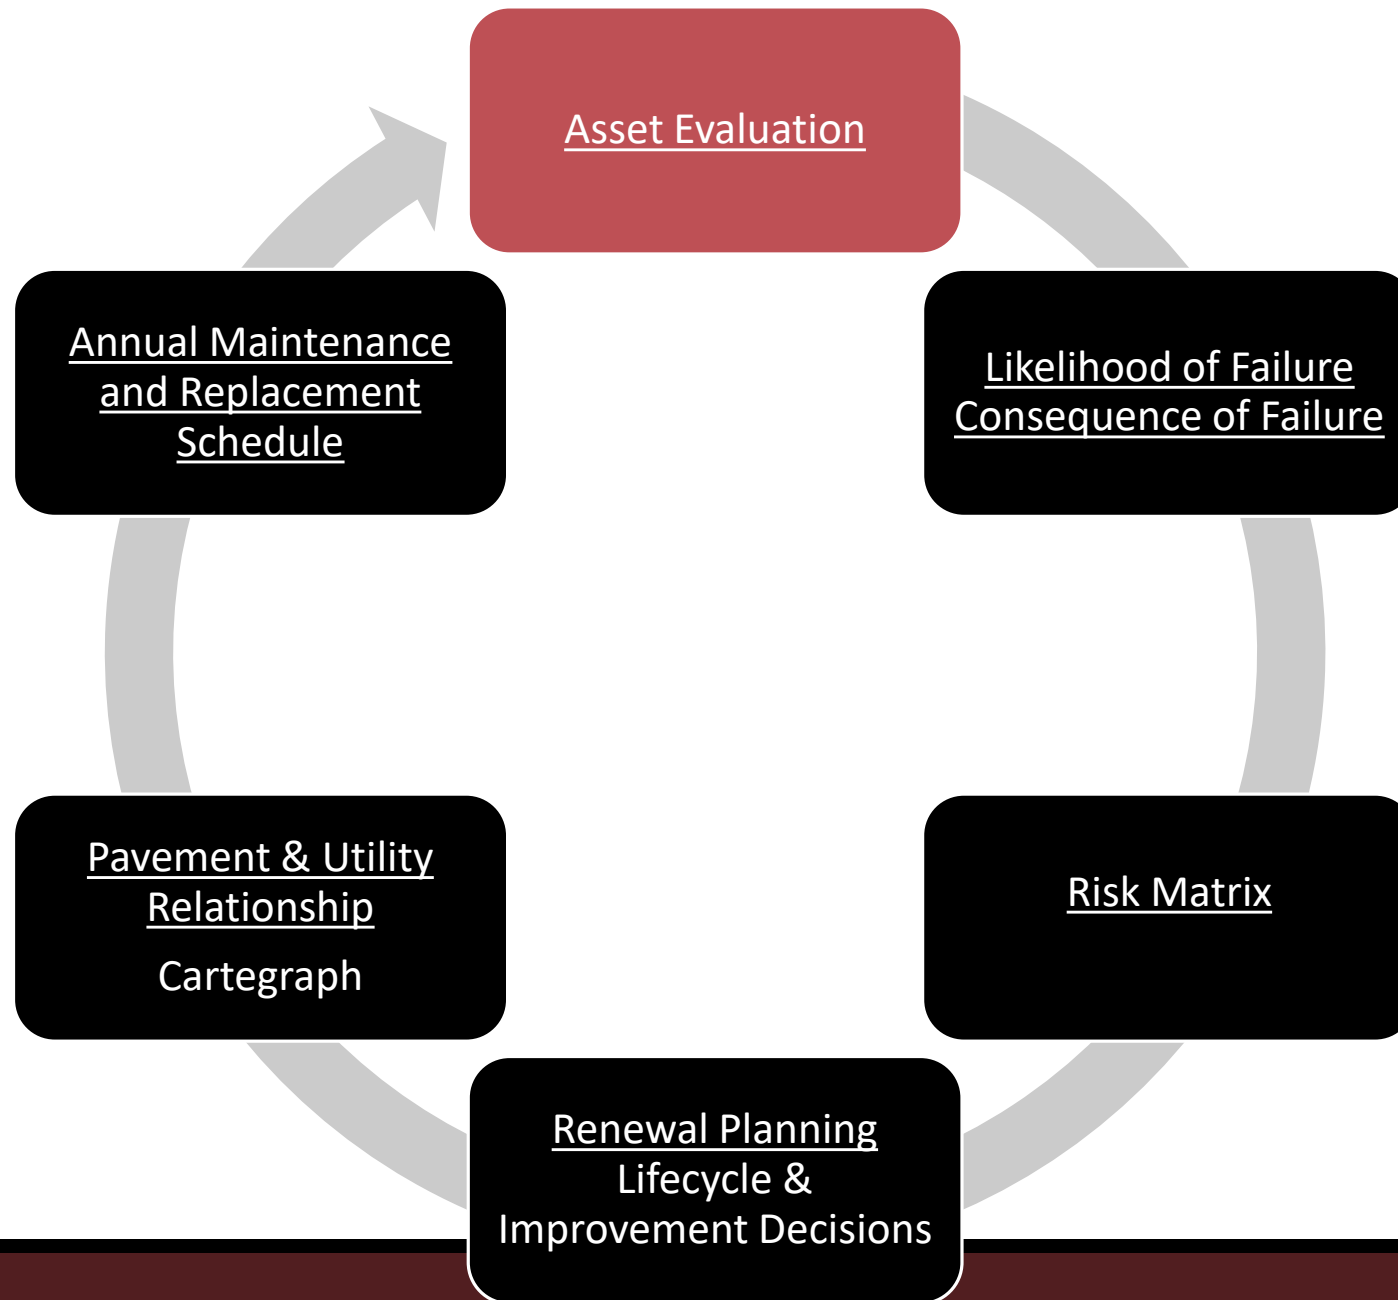 Asset Evaluation
Likelihood of Failure
Consequence of Failure
Risk Matrix
Renewal Planning
Lifecycle &
Improvement Decisions
Pavement & Utility
Relationship
Cartegraph
Annual Maintenance
and Replacement
Schedule